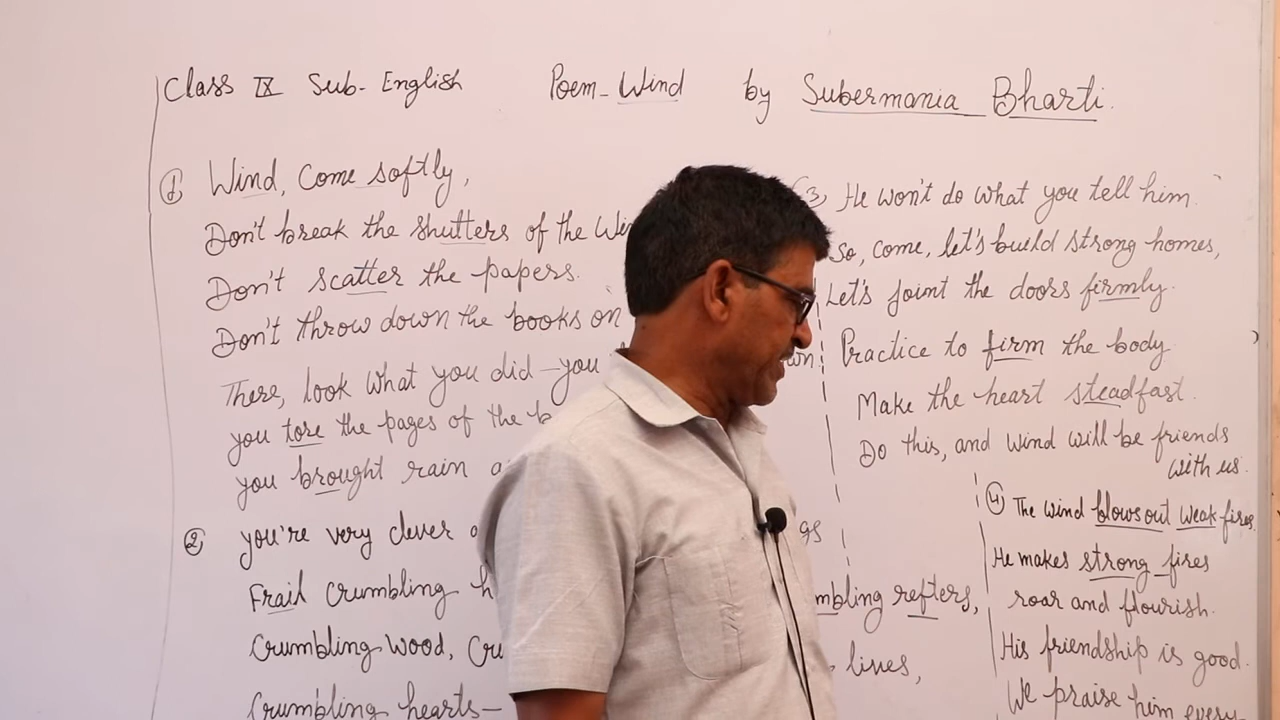 Class IX Sub- English Poem- Wind by Subermania Bharti.
① Wind, Come softly,
Don't break the shutters of the
Don't scatter the papers.
Don't throw down the books on
There, look what you did - you
you tore the pages of the
you brought rain
② you're very clever
Frail crumbling
Crumbling wood,
Crumbling hearts-
refters,
lives,
3, He won't do what you tell him.
So, come, let's build strong homes,
Let's joint the doors firmly.
Practice to firm the body.
Make the heart steadfast.
Do this, and wind will be friends
with us.
④ The wind blows out weak fires.
He makes strong fires
roar and flourish.
His friendship is good.
We praise him every